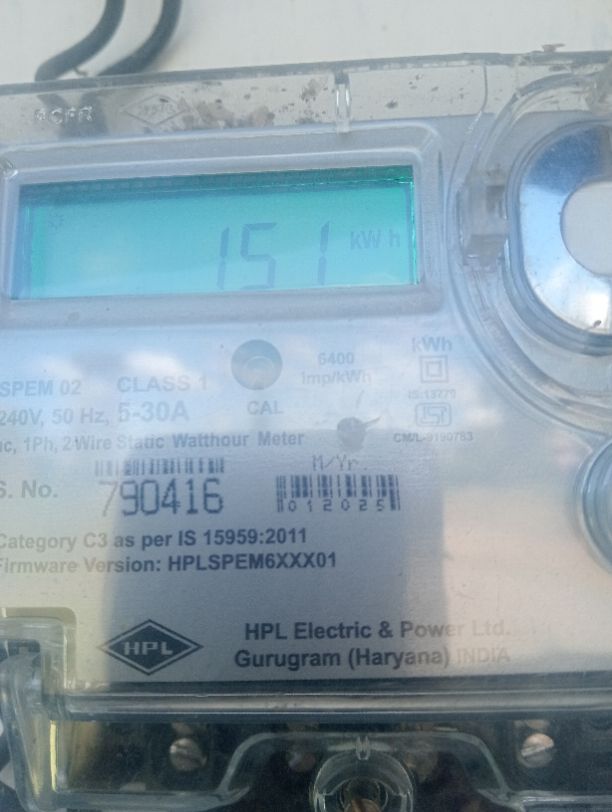 151 kWh
6400
imp/kWh
kWh
SPEM 02 CLASS 1
CAL
IS:13779
240V, 50 Hz, 5-30A
CM/L-9190783
ac, 1Ph, 2 Wire Static Watthour Meter
M/Yr.
S. No. 790416
012025
Category C3 as per IS 15959:2011
Firmware Version: HPLSPEM6XXX01
HPL
HPL Electric & Power Ltd.
Gurugram (Haryana) INDIA